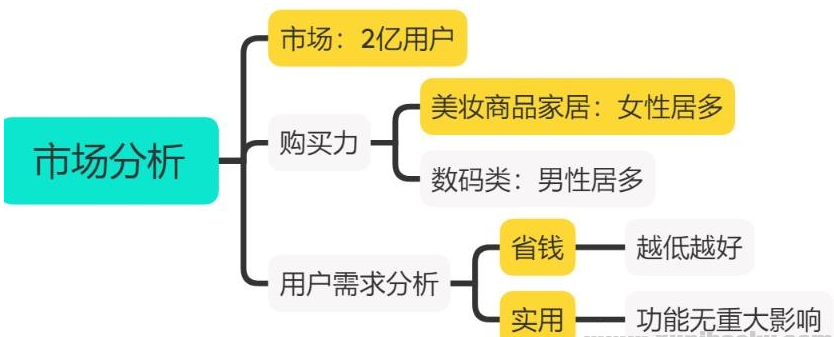 市场：2亿用户
美妆商品家居：女性居多
购买力
市场分析
数码类：男性居多
省钱
越低越好
用户需求分析
实用
功能无重大影响